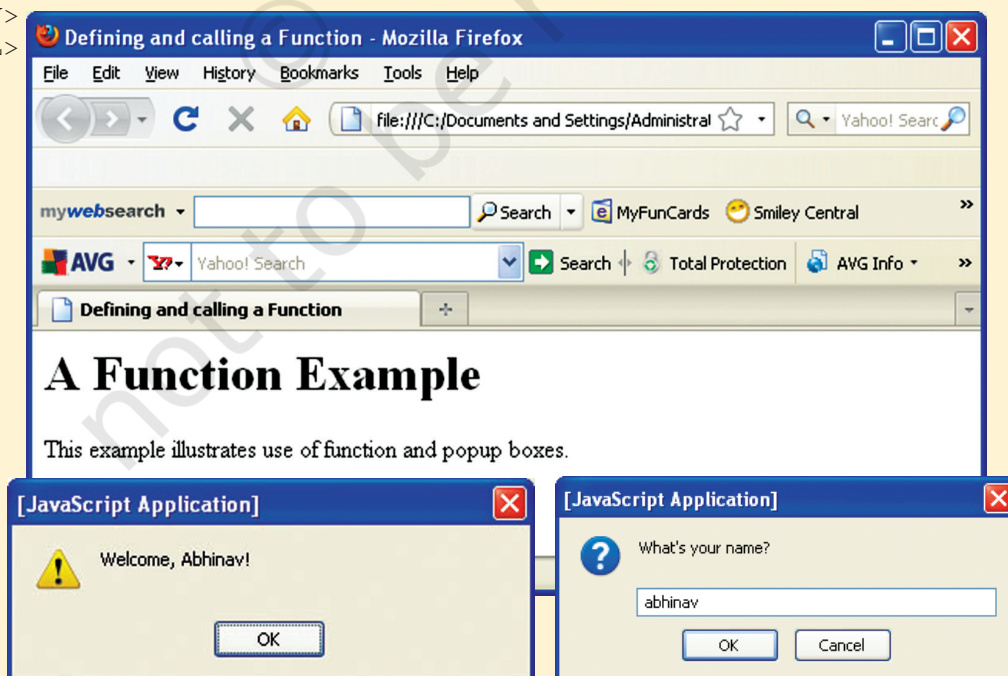 >
>
Defining and calling a Function - Mozilla Firefox
File Edit View History Bookmarks Tools Help
file:///C:/Documents and Settings/Administrat Yahoo! Searc
mywebsearch Search MyFunCards Smiley Central »
AVG Y? Yahoo! Search Search Total Protection AVG Info »
Defining and calling a Function
A Function Example
This example illustrates use of function and popup boxes.
[JavaScript Application]
Welcome, Abhinav!
OK
[JavaScript Application]
What's your name?
abhinav
OK Cancel
© not to be